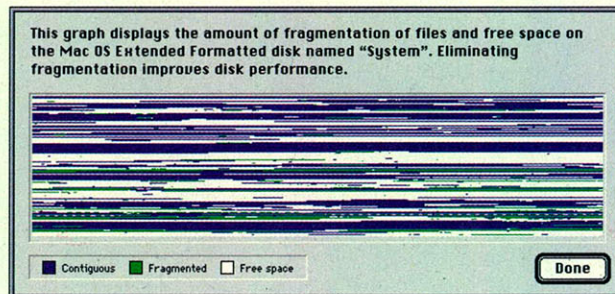 This graph displays the amount of fragmentation of files and free space on
the Mac OS Extended Formatted disk named “System”. Eliminating
fragmentation improves disk performance.
Contiguous Fragmented Free space Done